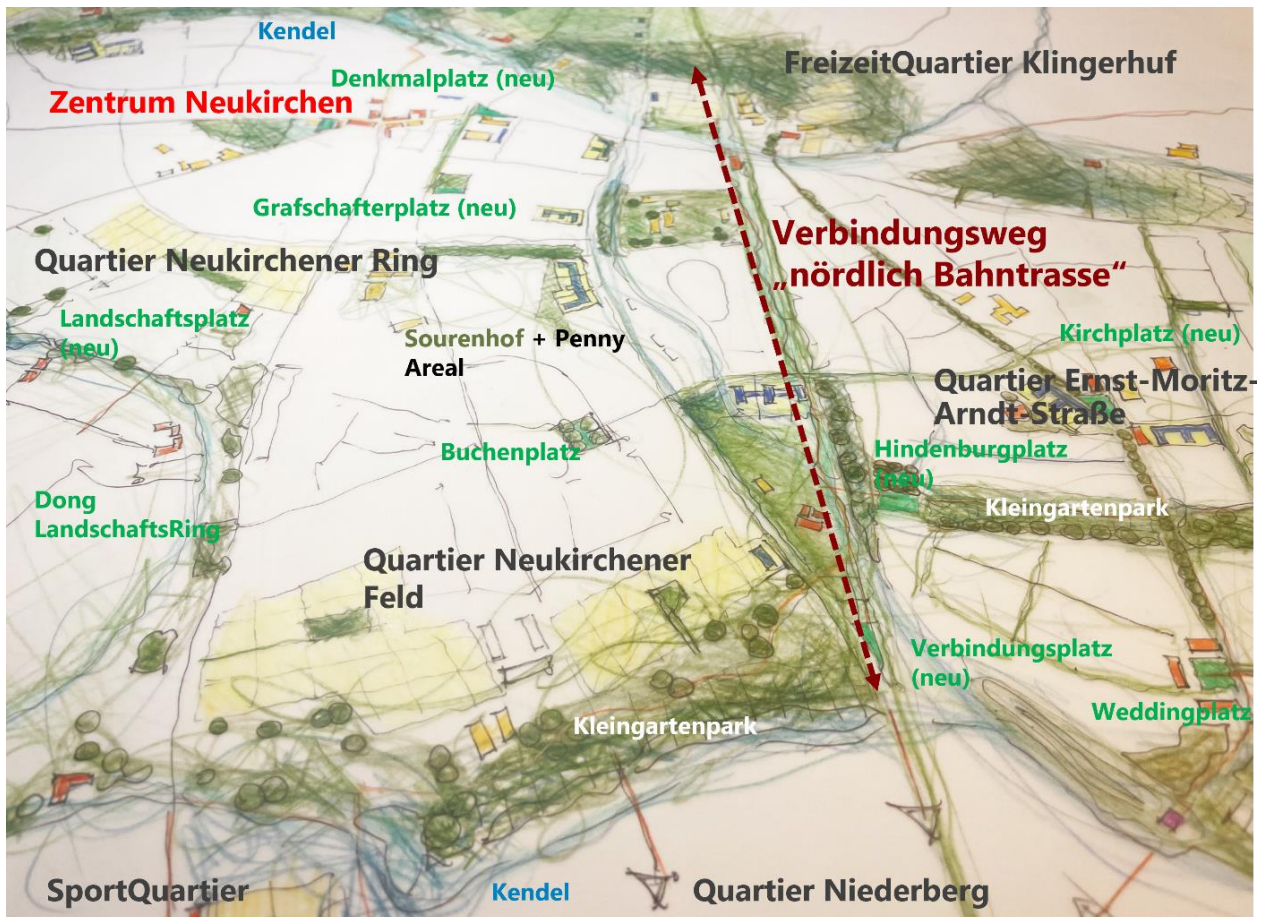 Kendel
FreizeitQuartier Klingerhuf
Denkmalplatz (neu)
Zentrum Neukirchen
Grafschafterplatz (neu)
Verbindungsweg
„nördlich Bahntrasse“
Quartier Neukirchener Ring
Landschaftsplatz
(neu)
Sourenhof + Penny
Areal
Kirchplatz (neu)
Quartier Ernst-Moritz-
Arndt-Straße
Buchenplatz
Hindenburgplatz
(neu)
Dong
LandschaftsRing
Kleingartenpark
Quartier Neukirchener
Feld
Verbindungsplatz
(neu)
Weddingplatz
Kleingartenpark
SportQuartier
Kendel
Quartier Niederberg